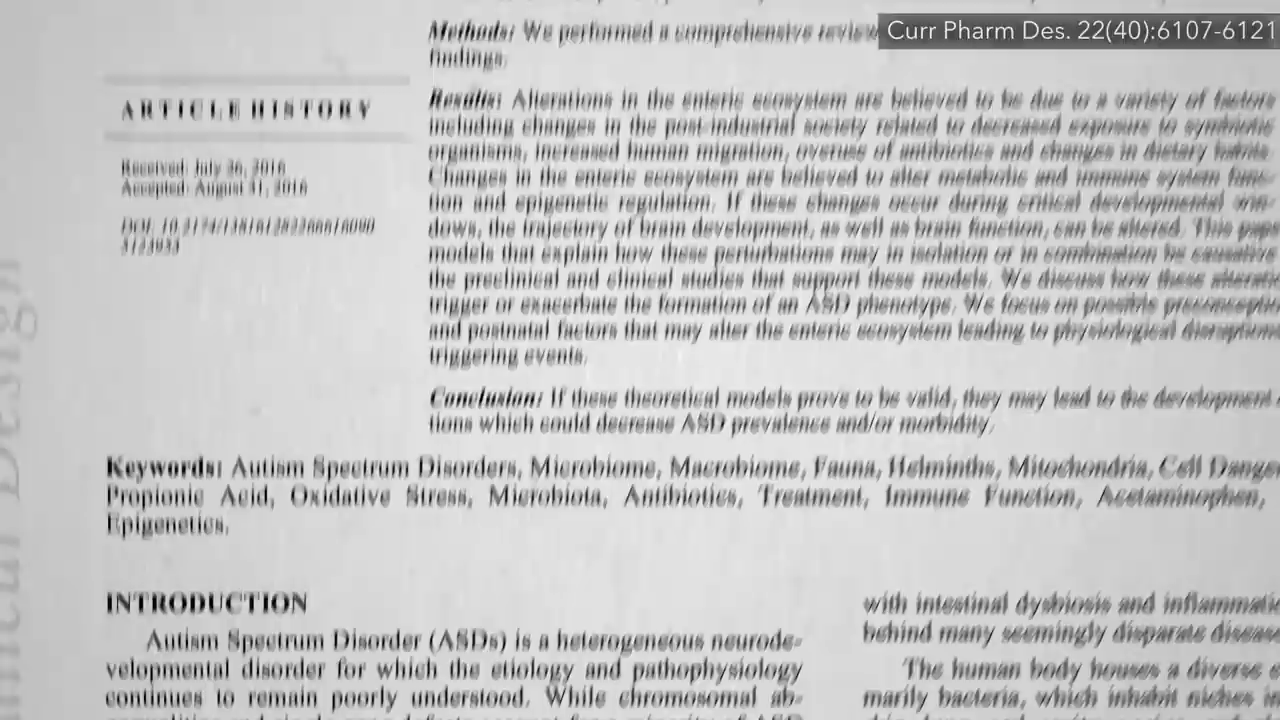 Curr Pharm Des. 22(40):6107-6121
Methods: We performed a comprehensive review
findings.
ARTICLE HISTORY
Received: July 26, 2016
Accepted: August 31, 2016
DOI: 10.2174/13816128226661609
Results: Alterations in the enteric ecosystem are believed to be due to a variety of factors
including changes in the post-industrial society related to decreased exposure to symbiotic
organisms, increased human migration, overuse of antibiotics and changes in dietary habits.
Changes in the enteric ecosystem are believed to alter metabolic and immune system func-
tion and epigenetic regulation. If these changes occur during critical developmental win-
dows, the trajectory of brain development, as well as brain function, can be altered. This pape
models that explain how these perturbations may in isolation or in combination be causative
the preclinical and clinical studies that support these models. We discuss how these alterati
trigger or exacerbate the formation of an ASD phenotype. We focus on possible preconceptio
and postnatal factors that may alter the enteric ecosystem leading to physiological disruptions
triggering events.
Conclusion: If these theoretical models prove to be valid, they may lead to the development
tions which could decrease ASD prevalence and/or morbidity.
Keywords: Autism Spectrum Disorders, Microbiome, Macrobiome, Fauna, Helminths, Mitochondria, Cell Danger
Propionic Acid, Oxidative Stress, Microbiota, Antibiotics, Treatment, Immune Function, Acetaminophen,
Epigenetics.
INTRODUCTION
Autism Spectrum Disorder (ASDs) is a heterogeneous neurode-
velopmental disorder for which the etiology and pathophysiology
continues to remain poorly understood. While chromosomal ab-
with intestinal dysbiosis and inflammatio
behind many seemingly disparate disease
The human body houses a diverse
marily bacteria, which inhabit niches in
Design